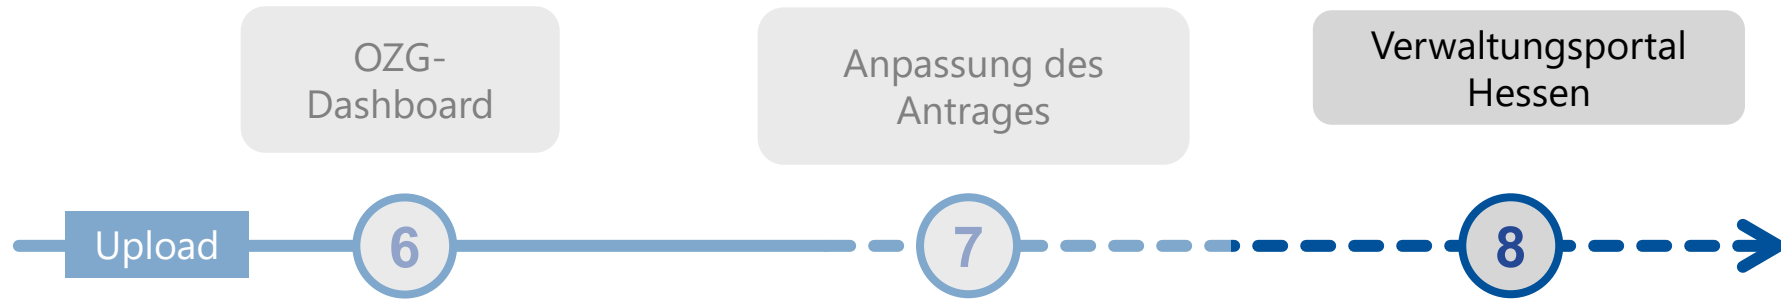 OZG-
Dashboard
Anpassung des
Antrages
Verwaltungsportal
Hessen
Upload
6
7
8